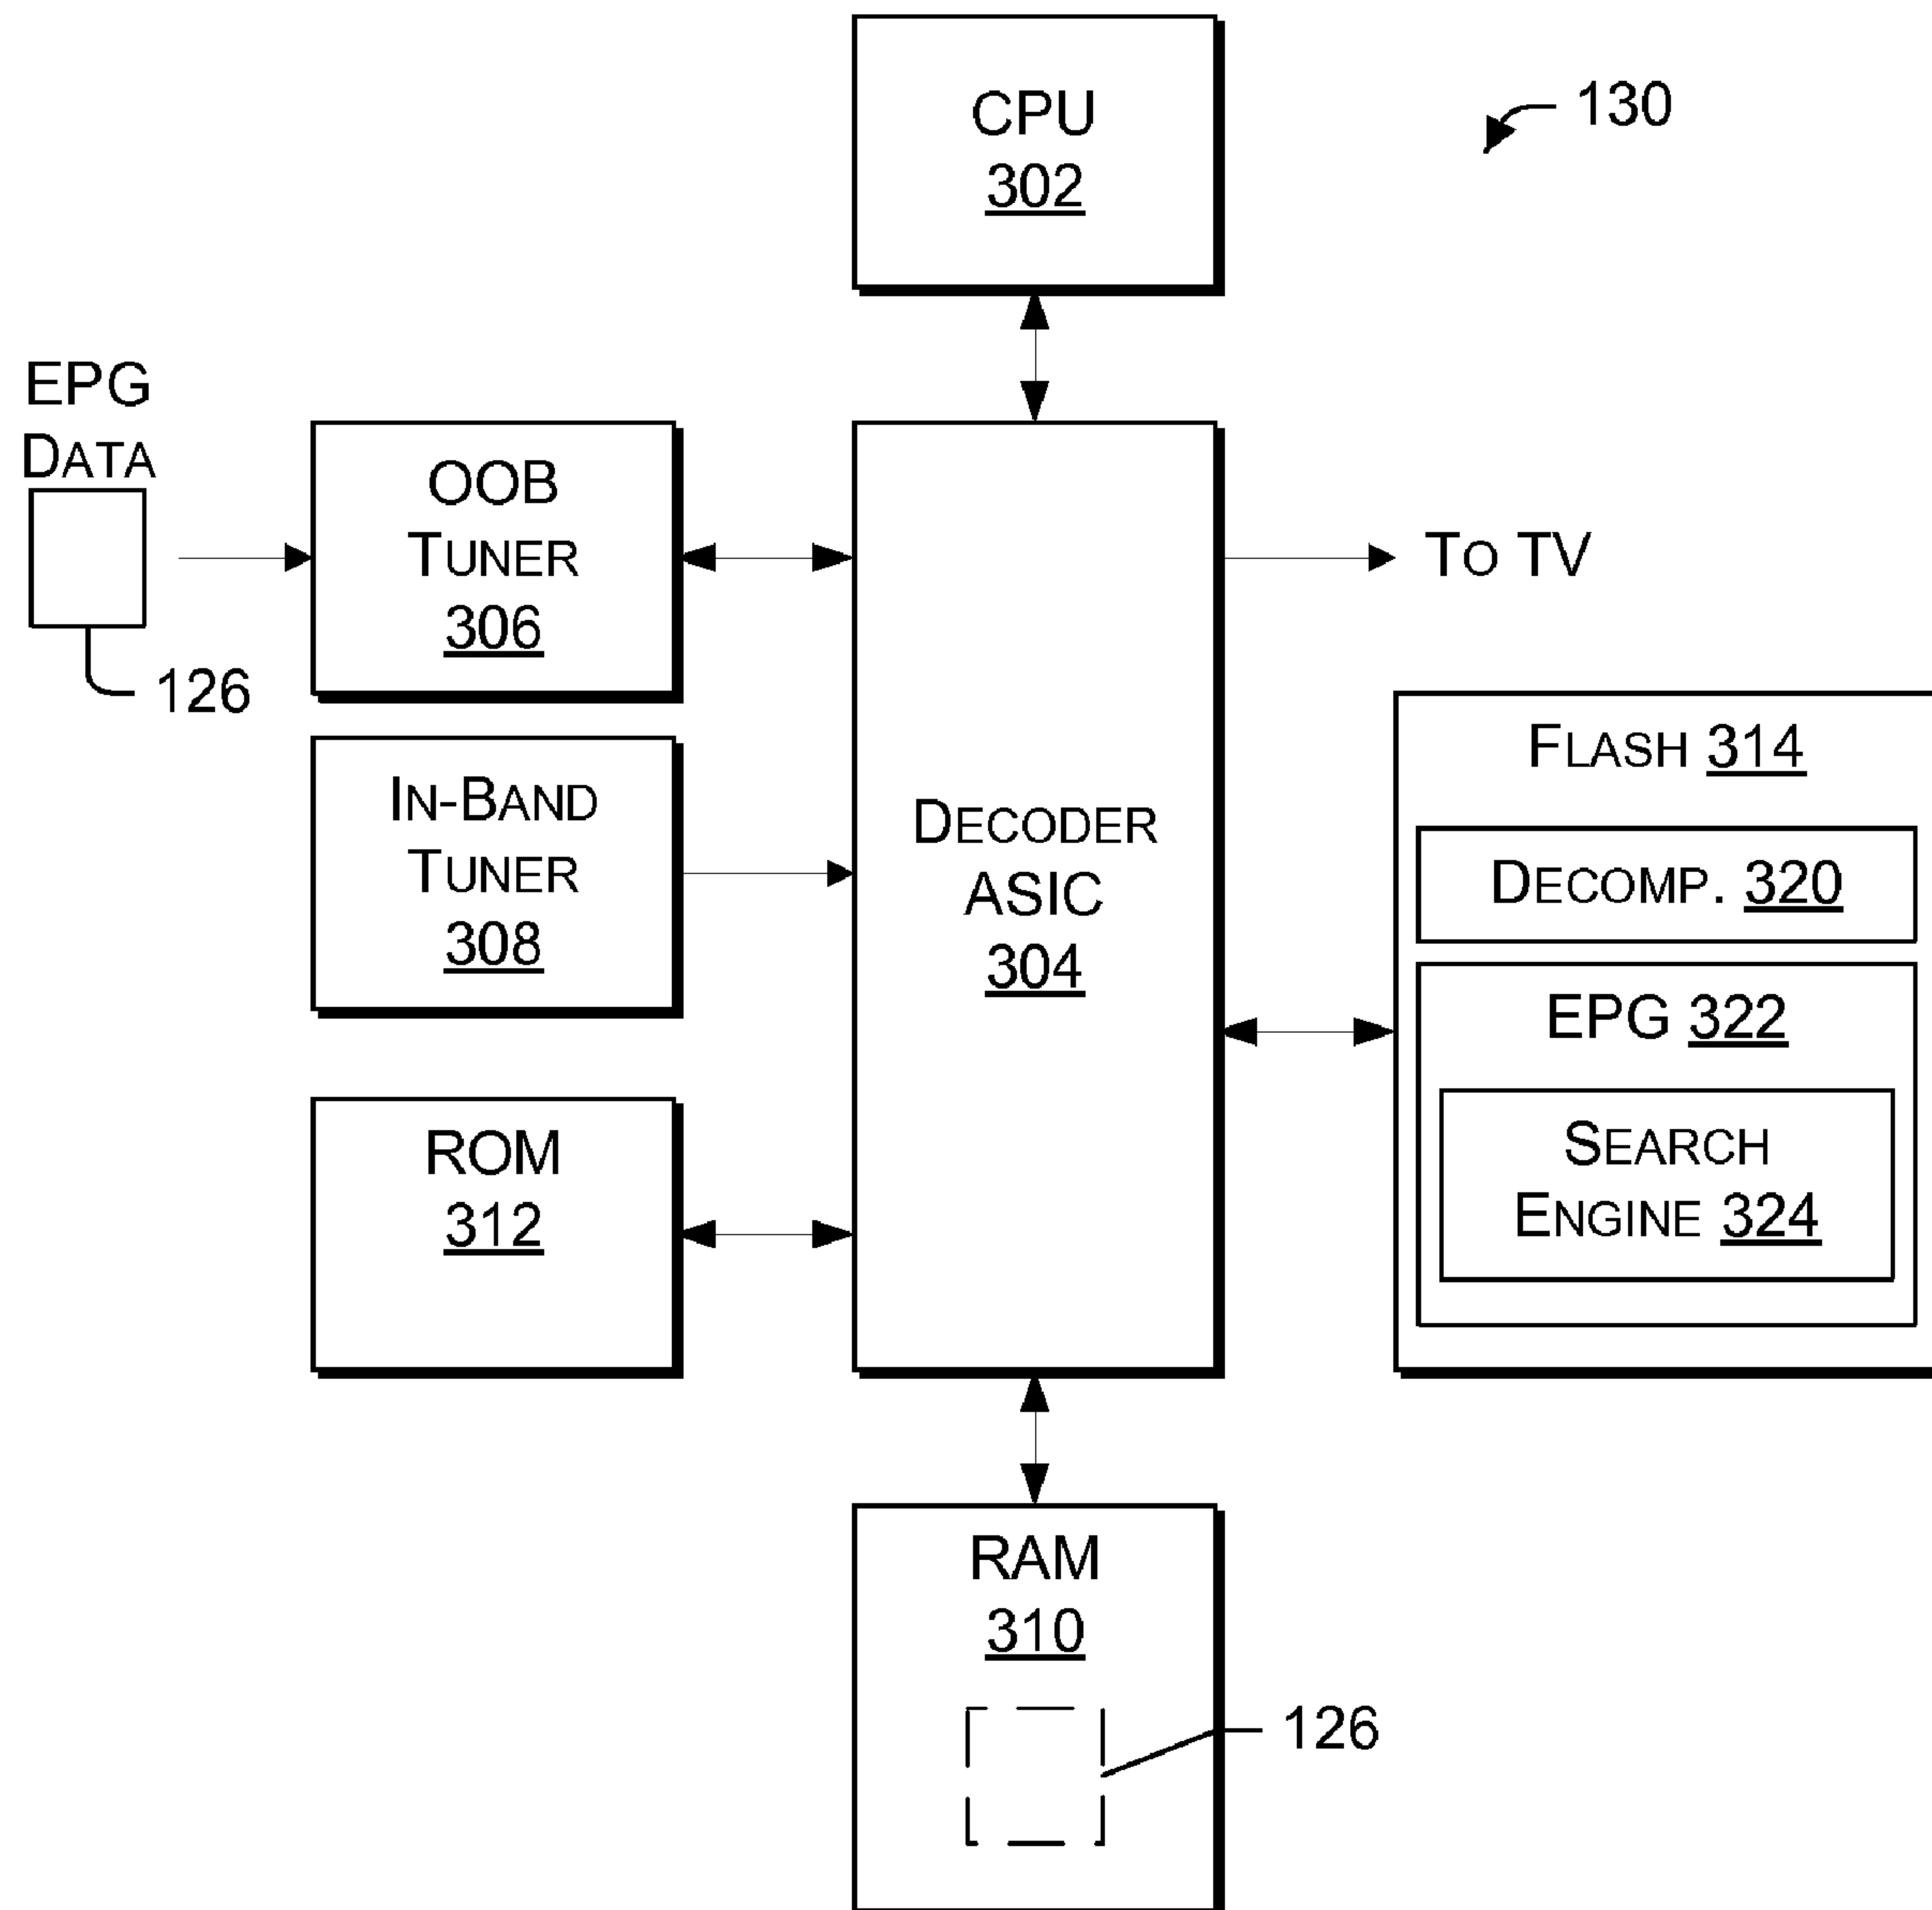 CPU
302
130
EPG
DATA
126
OOB
TUNER
306
TO TV
IN-BAND
TUNER
308
DECODER
ASIC
304
FLASH 314
DECOMP. 320
EPG 322
SEARCH
ENGINE 324
ROM
312
RAM
310
126